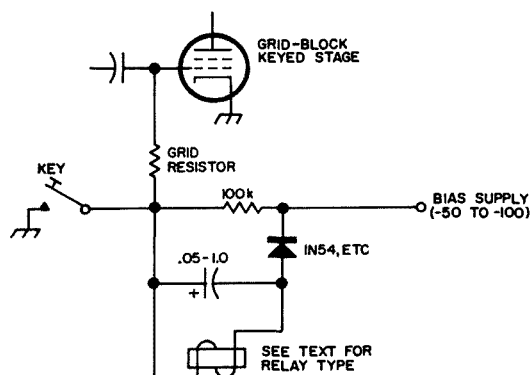 GRID-BLOCK
KEYED STAGE
GRID
RESISTOR
KEY
100k
BIAS SUPPLY
(-50 TO -100)
IN54, ETC
.05-1.0
+
SEE TEXT FOR
RELAY TYPE